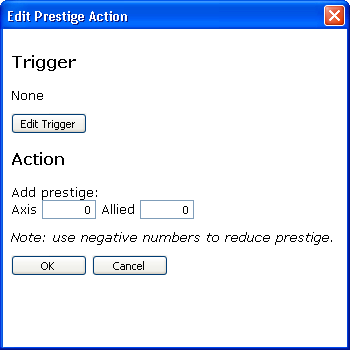 Edit Prestige Action
Trigger
None
Edit Trigger
Action
Add prestige:
Axis 0 Allied 0
Note: use negative numbers to reduce prestige.
OK Cancel